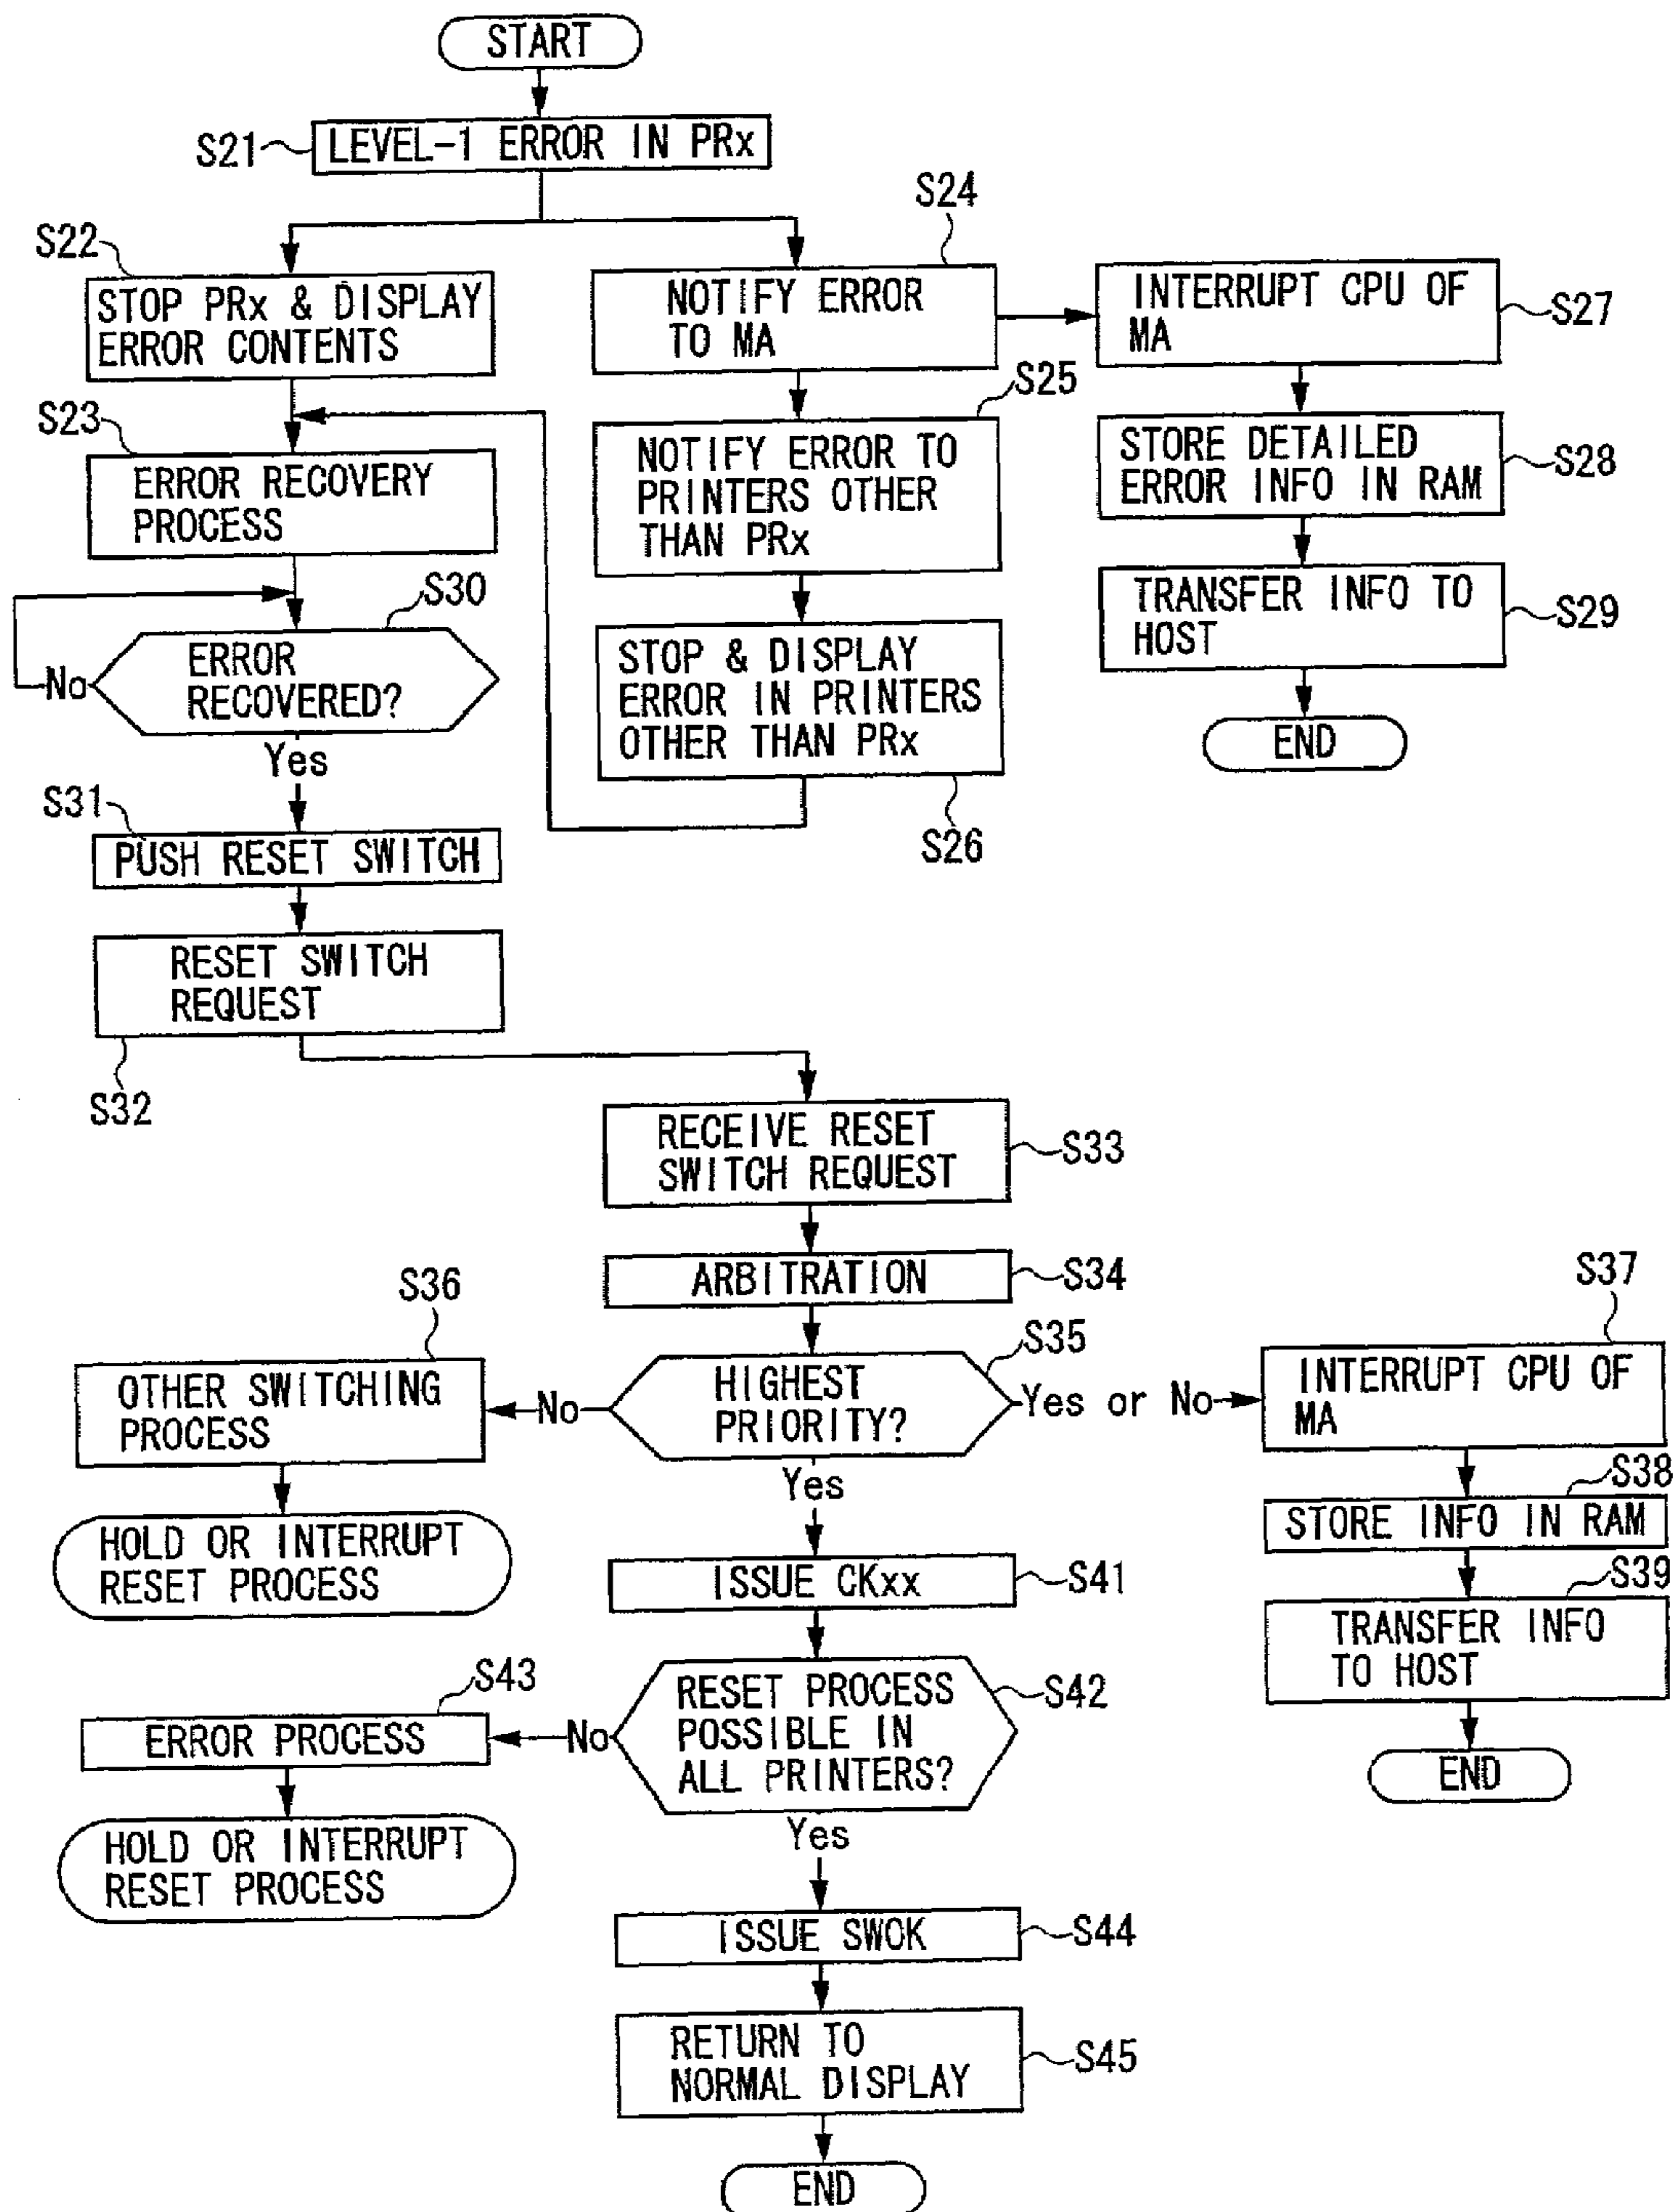 START
S21
LEVEL-1 ERROR IN PRx
S22
STOP PRx & DISPLAY
ERROR CONTENTS
S24
NOTIFY ERROR
TO MA
INTERRUPT CPU OF
MA
S27
S23
ERROR RECOVERY
PROCESS
S25
NOTIFY ERROR TO
PRINTERS OTHER
THAN PRx
STORE DETAILED
ERROR INFO IN RAM
S28
TRANSFER INFO TO
HOST
S29
END
S30
ERROR
RECOVERED?
No
Yes
STOP & DISPLAY
ERROR IN PRINTERS
OTHER THAN PRx
S26
S31
PUSH RESET SWITCH
RESET SWITCH
REQUEST
S32
RECEIVE RESET
SWITCH REQUEST
S33
ARBITRATION
S34
S35
HIGHEST
PRIORITY?
No
Yes or No
Yes
S36
OTHER SWITCHING
PROCESS
HOLD OR INTERRUPT
RESET PROCESS
S37
INTERRUPT CPU OF
MA
S38
STORE INFO IN RAM
S39
TRANSFER INFO
TO HOST
END
ISSUE CKxx
S41
RESET PROCESS
POSSIBLE IN
ALL PRINTERS?
S42
No
Yes
S43
ERROR PROCESS
HOLD OR INTERRUPT
RESET PROCESS
ISSUE SWOK
S44
RETURN TO
NORMAL DISPLAY
S45
END